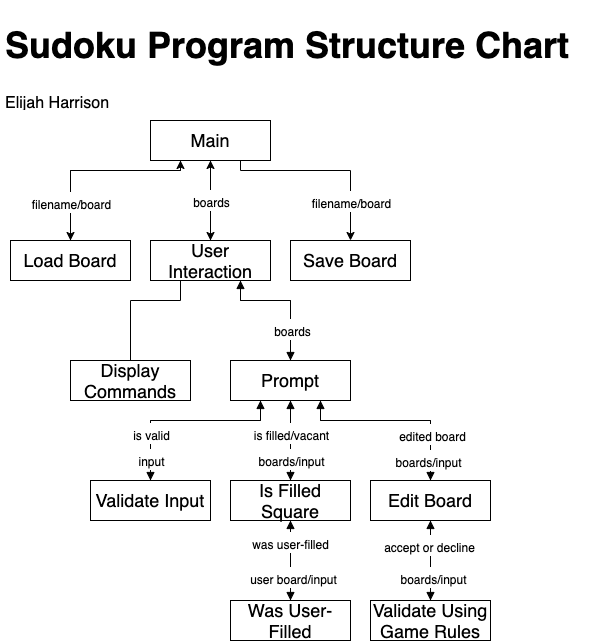 Sudoku Program Structure Chart
Elijah Harrison
Main
filename/board
boards
filename/board
Load Board
User
Interaction
Save Board
boards
Display
Commands
Prompt
is valid
is filled/vacant
edited board
input
boards/input
boards/input
Validate Input
Is Filled
Square
Edit Board
was user-filled
accept or decline
user board/input
boards/input
Was User-
Filled
Validate Using
Game Rules